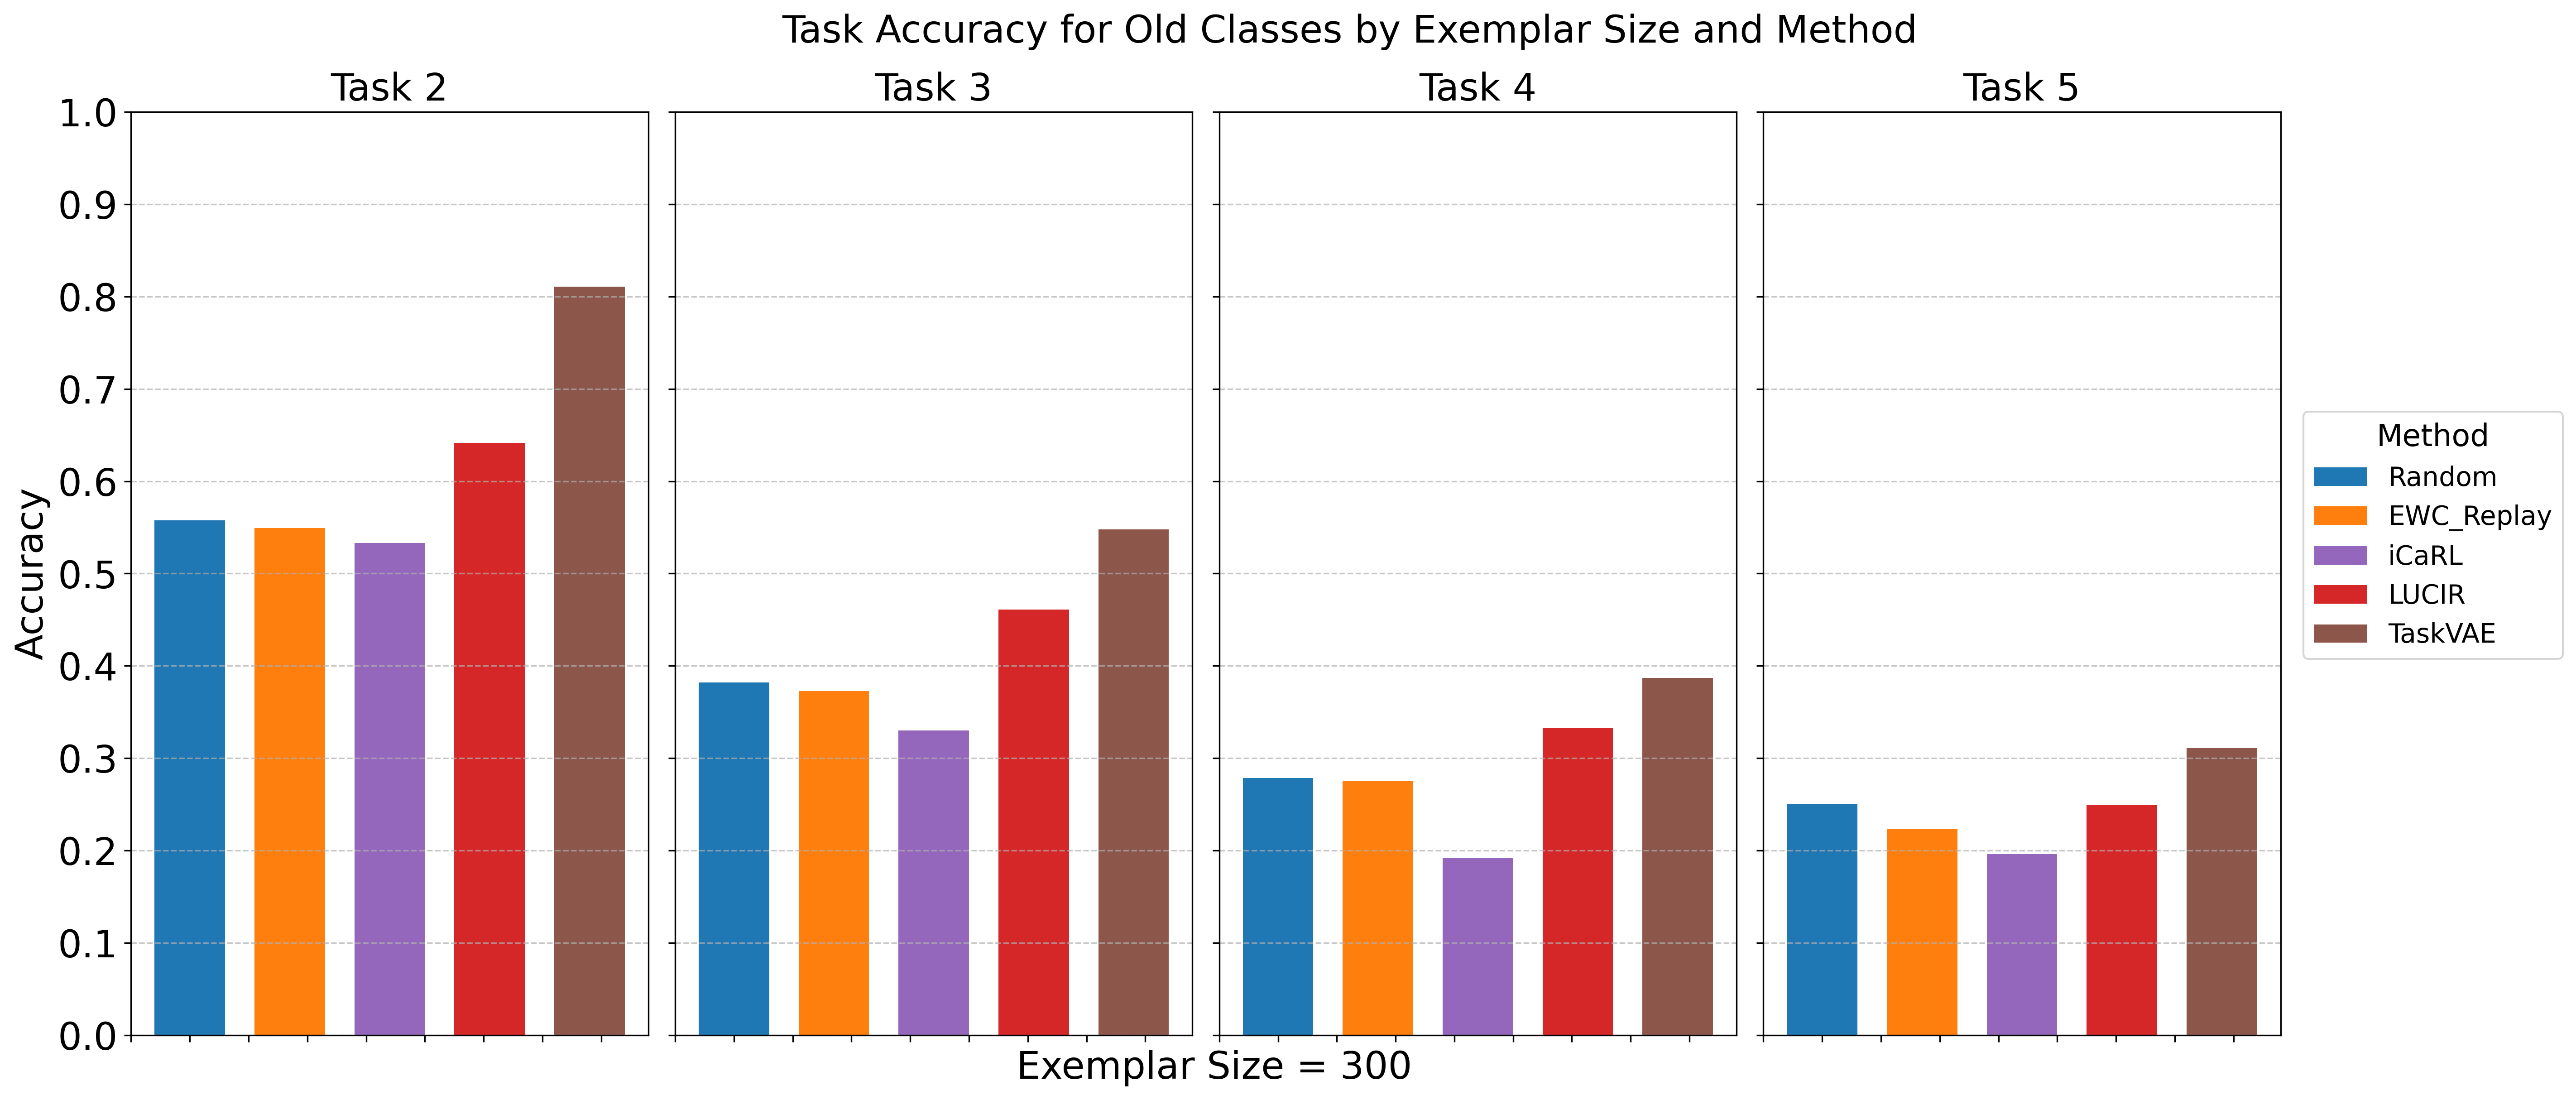 Task Accuracy for Old Classes by Exemplar Size and Method
Task 2
Task 3
Task 4
Task 5
1.0
0.9
0.8
0.7
0.6
0.5
0.4
0.3
0.2
0.1
0.0
Accuracy
Exemplar Size = 300
Method
Random
EWC_Replay
iCaRL
LUCIR
TaskVAE